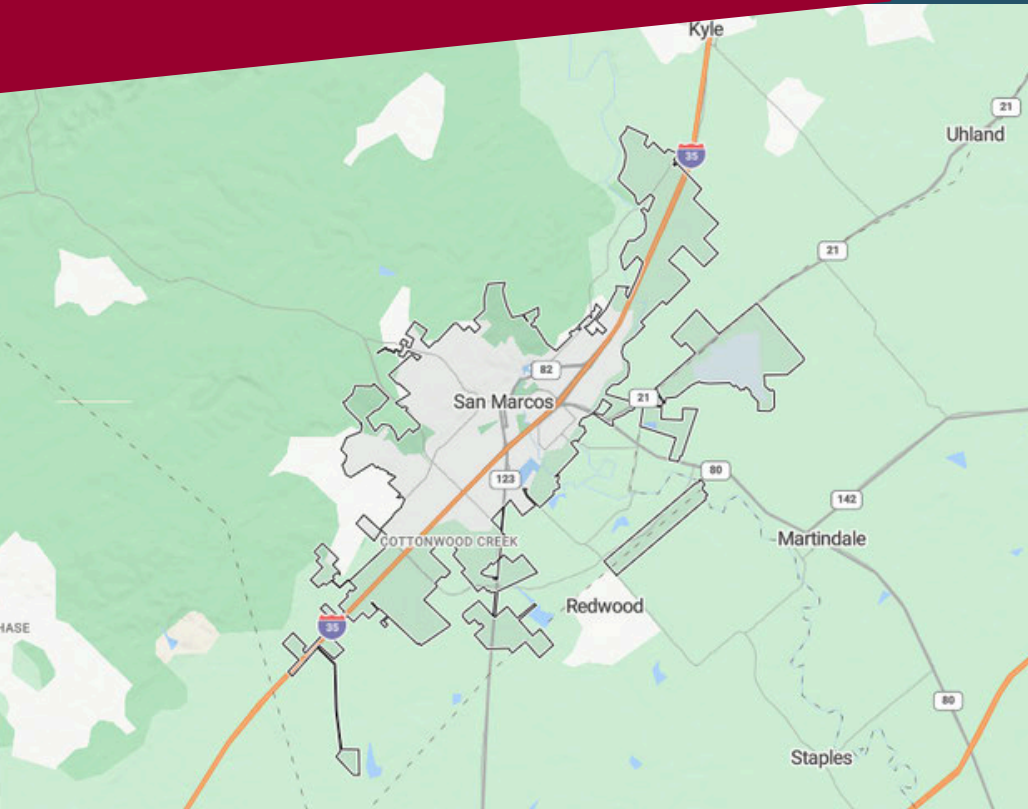 Kyle
21
Uhland
35
21
82
San Marcos
21
80
123
142
COTTONWOOD CREEK
Martindale
Redwood
35
HASE
80
Staples